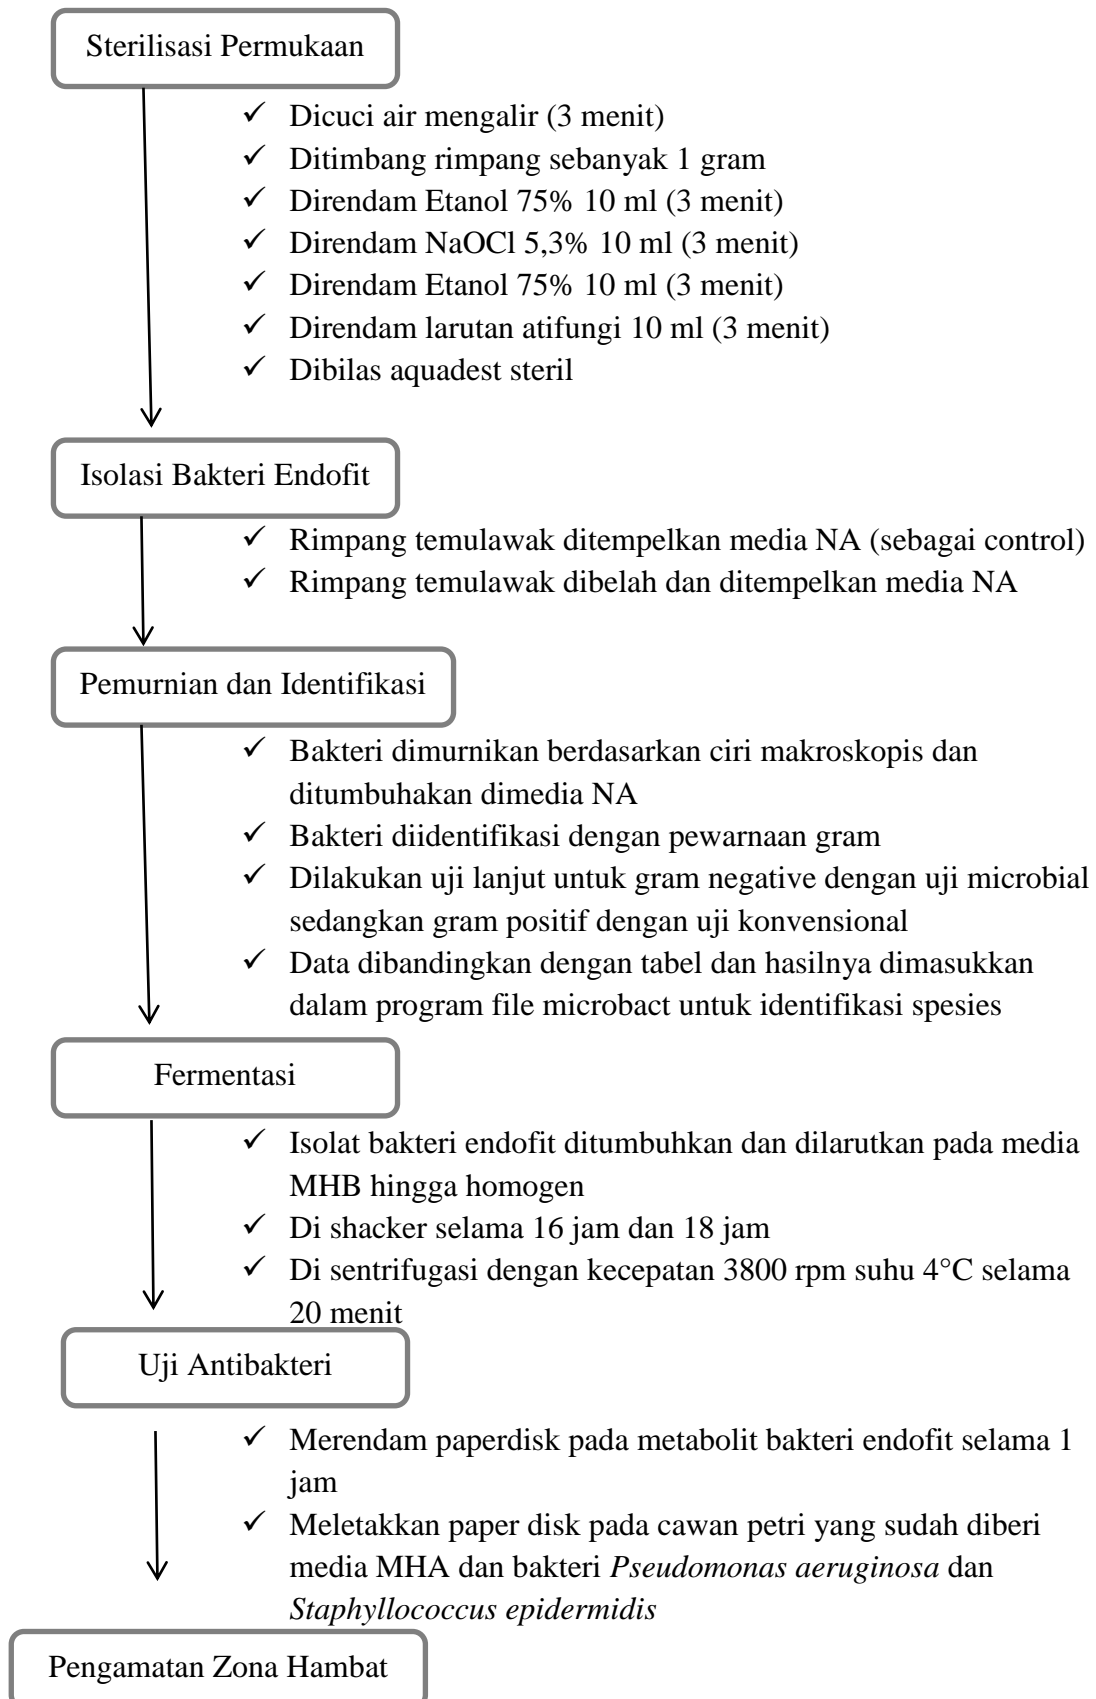 Sterilisasi Permukaan
✓ Dicuci air mengalir (3 menit)
✓ Ditimbang rimpang sebanyak 1 gram
✓ Direndam Etanol 75% 10 ml (3 menit)
✓ Direndam NaOCl 5,3% 10 ml (3 menit)
✓ Direndam Etanol 75% 10 ml (3 menit)
✓ Direndam larutan atifungi 10 ml (3 menit)
✓ Dibilas aquadest steril
Isolasi Bakteri Endofit
✓ Rimpang temulawak ditempelkan media NA (sebagai control)
✓ Rimpang temulawak dibelah dan ditempelkan media NA
Pemurnian dan Identifikasi
✓ Bakteri dimurnikan berdasarkan ciri makroskopis dan
ditumbuhakan dimedia NA
✓ Bakteri diidentifikasi dengan pewarnaan gram
✓ Dilakukan uji lanjut untuk gram negative dengan uji microbial
sedangkan gram positif dengan uji konvensional
✓ Data dibandingkan dengan tabel dan hasilnya dimasukkan
dalam program file microbact untuk identifikasi spesies
Fermentasi
✓ Isolat bakteri endofit ditumbuhkan dan dilarutkan pada media
MHB hingga homogen
✓ Di shacker selama 16 jam dan 18 jam
✓ Di sentrifugasi dengan kecepatan 3800 rpm suhu 4°C selama
20 menit
Uji Antibakteri
✓ Merendam paperdisk pada metabolit bakteri endofit selama 1
jam
✓ Meletakkan paper disk pada cawan petri yang sudah diberi
media MHA dan bakteri Pseudomonas aeruginosa dan
Staphyllococcus epidermidis
Pengamatan Zona Hambat